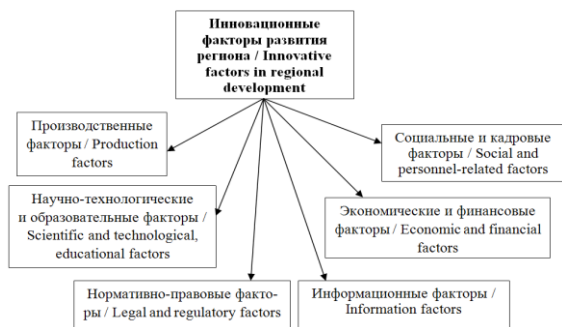 Инновационные
факторы развития
региона / Innovative
factors in regional
development
Производственные
факторы / Production
factors
Социальные и кадровые
факторы / Social and
personnel-related factors
Научно-технологические
и образовательные факторы /
Scientific and technological,
educational factors
Экономические и финансовые
факторы / Economic and financial
factors
Нормативно-правовые факто-
ры / Legal and regulatory factors
Информационные факторы /
Information factors